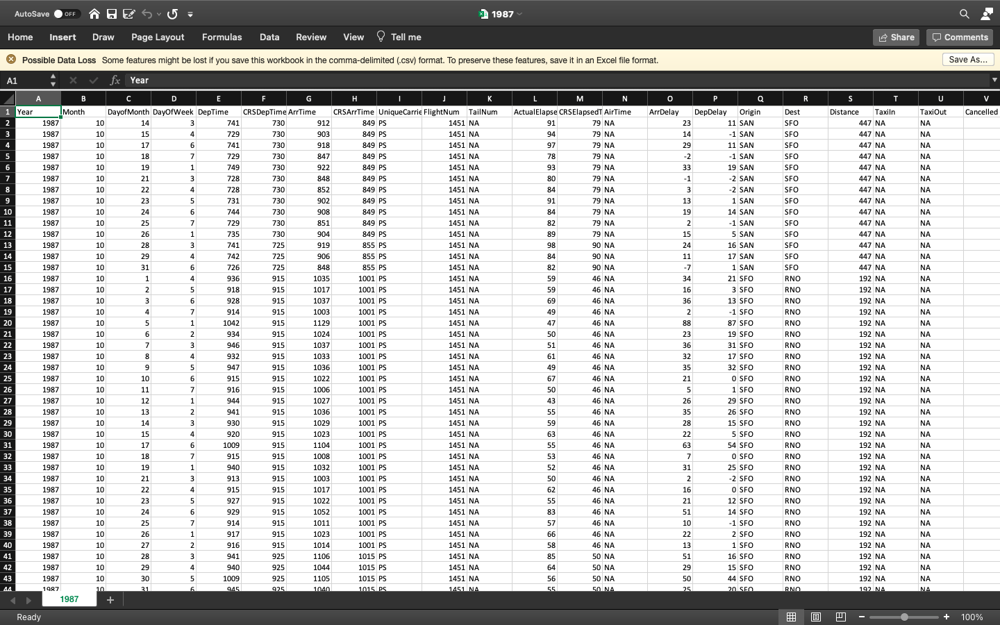 AutoSave OFF 1987
Home Insert Draw Page Layout Formulas Data Review View Tell me Share Comments
Possible Data Loss Some features might be lost if you save this workbook in the comma-delimited (.csv) format. To preserve these features, save it in an Excel file format. Save As...
A1 fx Year
A B C D E F G H I J K L M N O P Q R S T U V
1 Year Month DayofMonth DayOfWeek DepTime CRSDepTime ArrTime CRSArrTime UniqueCarrie FlightNum TailNum ActualElapse CRSElapsedT AirTime ArrDelay DepDelay Origin Dest Distance TaxiIn TaxiOut Cancelled
2 1987 10 14 3 741 730 912 849 PS 1451 NA 91 79 NA 23 11 SAN SFO 447 NA NA
3 1987 10 15 4 729 730 903 849 PS 1451 NA 94 79 NA 14 -1 SAN SFO 447 NA NA
4 1987 10 17 6 741 730 918 849 PS 1451 NA 97 79 NA 29 11 SAN SFO 447 NA NA
5 1987 10 18 7 729 730 847 849 PS 1451 NA 78 79 NA -2 -1 SAN SFO 447 NA NA
6 1987 10 19 1 749 730 922 849 PS 1451 NA 93 79 NA 33 19 SAN SFO 447 NA NA
7 1987 10 21 3 728 730 848 849 PS 1451 NA 80 79 NA -1 -2 SAN SFO 447 NA NA
8 1987 10 22 4 728 730 852 849 PS 1451 NA 84 79 NA 3 -2 SAN SFO 447 NA NA
9 1987 10 23 5 731 730 902 849 PS 1451 NA 91 79 NA 13 1 SAN SFO 447 NA NA
10 1987 10 24 6 744 730 908 849 PS 1451 NA 84 79 NA 19 14 SAN SFO 447 NA NA
11 1987 10 25 7 729 730 851 849 PS 1451 NA 82 79 NA 2 -1 SAN SFO 447 NA NA
12 1987 10 26 1 735 730 904 849 PS 1451 NA 89 79 NA 15 5 SAN SFO 447 NA NA
13 1987 10 28 3 741 725 919 855 PS 1451 NA 98 90 NA 24 16 SAN SFO 447 NA NA
14 1987 10 29 4 742 725 906 855 PS 1451 NA 84 90 NA 11 17 SAN SFO 447 NA NA
15 1987 10 31 6 726 725 848 855 PS 1451 NA 82 90 NA -7 1 SAN SFO 447 NA NA
16 1987 10 1 4 936 915 1035 1001 PS 1451 NA 59 46 NA 34 21 SFO RNO 192 NA NA
17 1987 10 2 5 918 915 1017 1001 PS 1451 NA 59 46 NA 16 3 SFO RNO 192 NA NA
18 1987 10 3 6 928 915 1037 1001 PS 1451 NA 69 46 NA 36 13 SFO RNO 192 NA NA
19 1987 10 4 7 914 915 1003 1001 PS 1451 NA 49 46 NA 2 -1 SFO RNO 192 NA NA
20 1987 10 5 1 1042 915 1129 1001 PS 1451 NA 47 46 NA 88 87 SFO RNO 192 NA NA
21 1987 10 6 2 934 915 1024 1001 PS 1451 NA 50 46 NA 23 19 SFO RNO 192 NA NA
22 1987 10 7 3 946 915 1037 1001 PS 1451 NA 51 46 NA 36 31 SFO RNO 192 NA NA
23 1987 10 8 4 932 915 1033 1001 PS 1451 NA 61 46 NA 32 17 SFO RNO 192 NA NA
24 1987 10 9 5 947 915 1036 1001 PS 1451 NA 49 46 NA 35 32 SFO RNO 192 NA NA
25 1987 10 10 6 915 915 1022 1001 PS 1451 NA 67 46 NA 21 0 SFO RNO 192 NA NA
26 1987 10 11 7 916 915 1006 1001 PS 1451 NA 50 46 NA 5 1 SFO RNO 192 NA NA
27 1987 10 12 1 944 915 1027 1001 PS 1451 NA 43 46 NA 26 29 SFO RNO 192 NA NA
28 1987 10 13 2 941 915 1036 1001 PS 1451 NA 55 46 NA 35 26 SFO RNO 192 NA NA
29 1987 10 14 3 930 915 1029 1001 PS 1451 NA 59 46 NA 28 15 SFO RNO 192 NA NA
30 1987 10 15 4 920 915 1023 1001 PS 1451 NA 63 46 NA 22 5 SFO RNO 192 NA NA
31 1987 10 17 6 1009 915 1104 1001 PS 1451 NA 55 46 NA 63 54 SFO RNO 192 NA NA
32 1987 10 18 7 915 915 1008 1001 PS 1451 NA 53 46 NA 7 0 SFO RNO 192 NA NA
33 1987 10 19 1 940 915 1032 1001 PS 1451 NA 52 46 NA 31 25 SFO RNO 192 NA NA
34 1987 10 21 3 913 915 1003 1001 PS 1451 NA 50 46 NA 2 -2 SFO RNO 192 NA NA
35 1987 10 22 4 915 915 1017 1001 PS 1451 NA 62 46 NA 16 0 SFO RNO 192 NA NA
36 1987 10 23 5 927 915 1022 1001 PS 1451 NA 55 46 NA 21 12 SFO RNO 192 NA NA
37 1987 10 24 6 929 915 1052 1001 PS 1451 NA 83 46 NA 51 14 SFO RNO 192 NA NA
38 1987 10 25 7 914 915 1011 1001 PS 1451 NA 57 46 NA 10 -1 SFO RNO 192 NA NA
39 1987 10 26 1 917 915 1023 1001 PS 1451 NA 66 46 NA 22 2 SFO RNO 192 NA NA
40 1987 10 27 2 916 915 1014 1001 PS 1451 NA 58 46 NA 13 1 SFO RNO 192 NA NA
41 1987 10 28 3 941 925 1106 1015 PS 1451 NA 85 50 NA 51 16 SFO RNO 192 NA NA
42 1987 10 29 4 940 925 1044 1015 PS 1451 NA 64 50 NA 29 15 SFO RNO 192 NA NA
43 1987 10 30 5 1009 925 1105 1015 PS 1451 NA 56 50 NA 50 44 SFO RNO 192 NA NA
44 1987 10 31 6 945 925 1040 1015 PS 1451 NA 55 50 NA 25 20 SFO RNO 192 NA NA
1987 +
Ready 100%